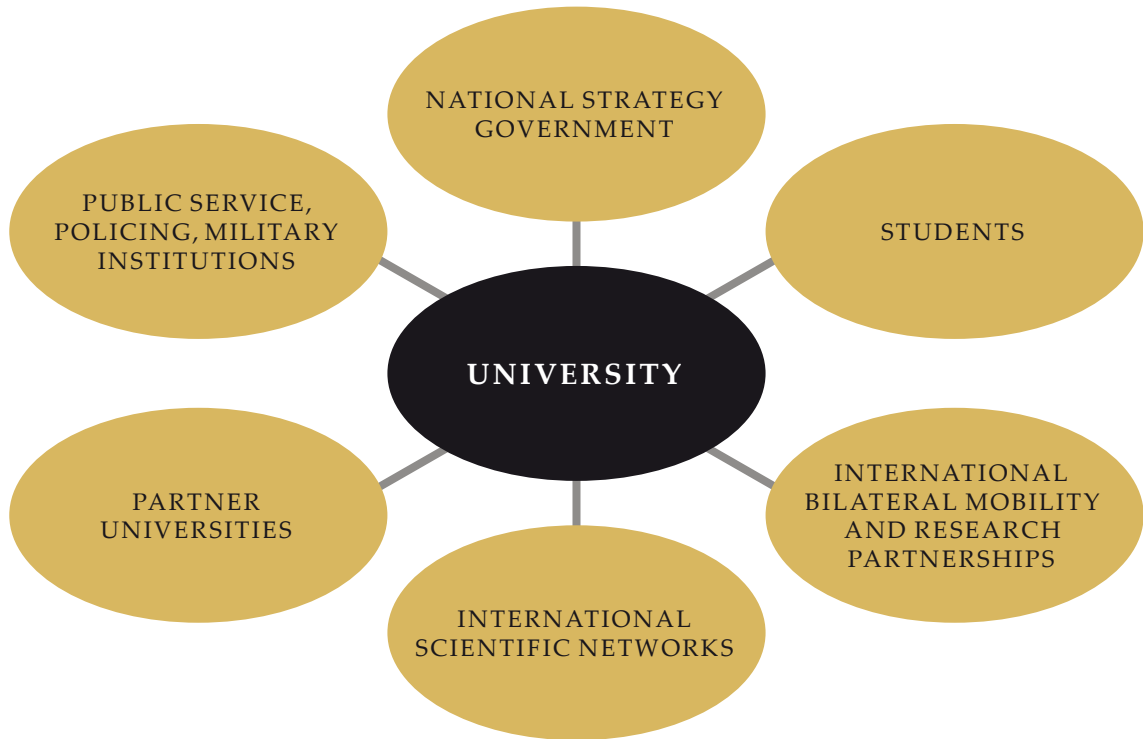 NATIONAL STRATEGY
GOVERNMENT
PUBLIC SERVICE,
POLICING, MILITARY
INSTITUTIONS
STUDENTS
UNIVERSITY
PARTNER
UNIVERSITIES
INTERNATIONAL
BILATERAL MOBILITY
AND RESEARCH
PARTNERSHIPS
INTERNATIONAL
SCIENTIFIC NETWORKS